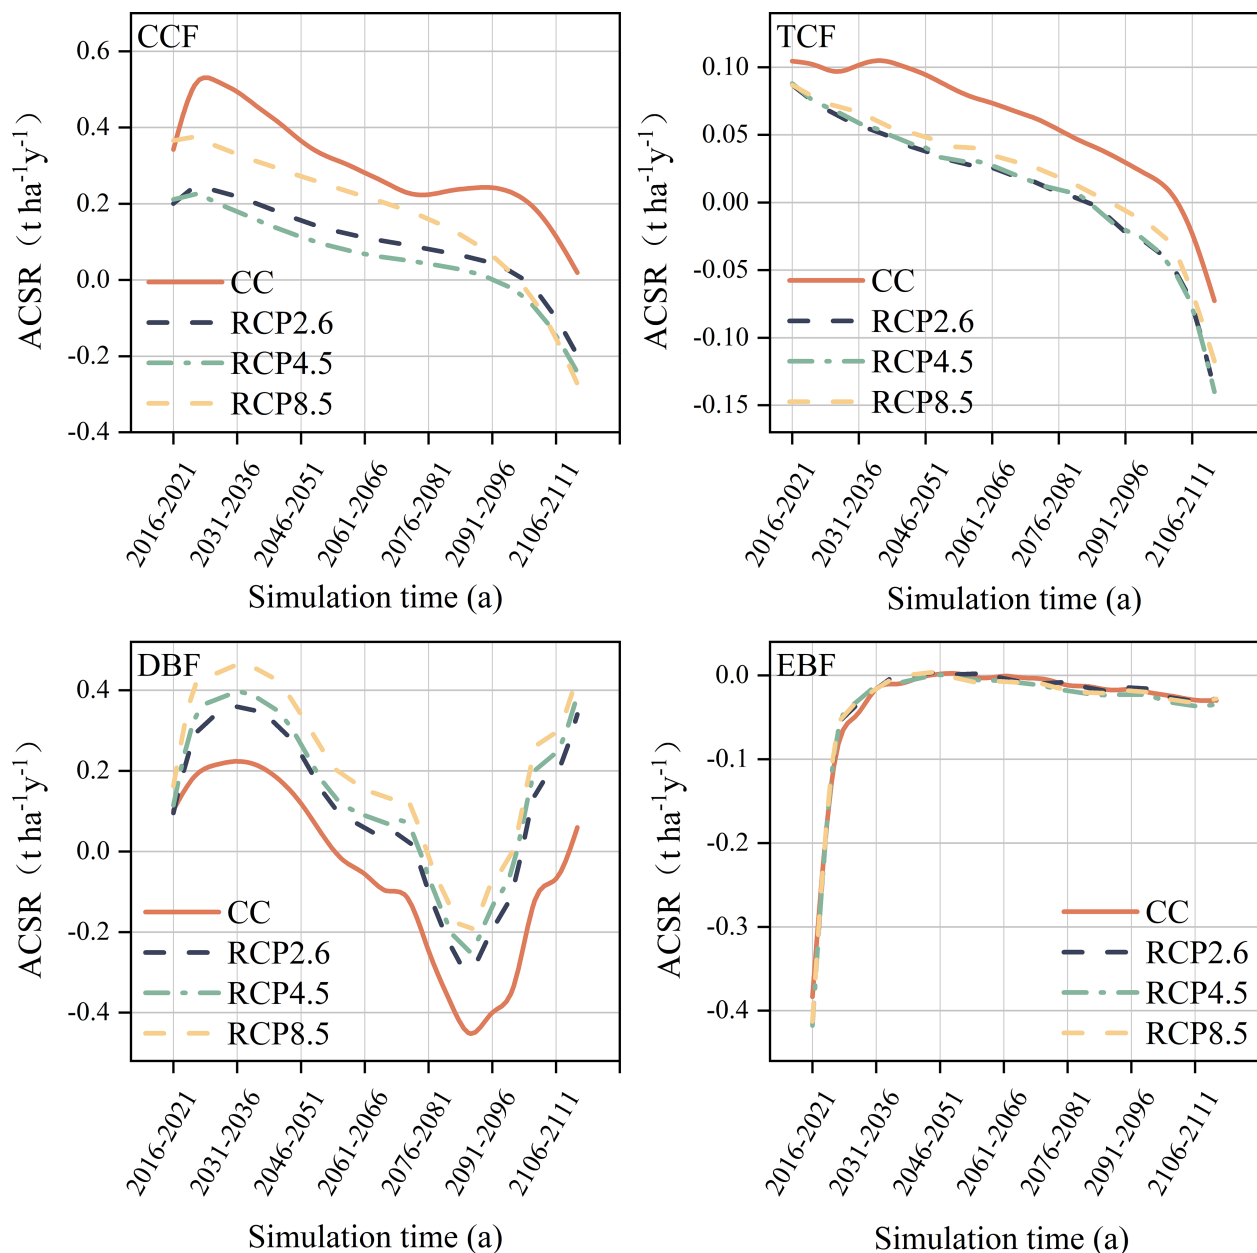 CCF
0.6
0.4
0.2
0.0
-0.2
-0.4
ACSR（t ha⁻¹y⁻¹）
CC
RCP2.6
RCP4.5
RCP8.5
2016-2021
2031-2036
2046-2051
2061-2066
2076-2081
2091-2096
2106-2111
Simulation time (a)
TCF
0.10
0.05
0.00
-0.05
-0.10
-0.15
ACSR（t ha⁻¹y⁻¹）
CC
RCP2.6
RCP4.5
RCP8.5
2016-2021
2031-2036
2046-2051
2061-2066
2076-2081
2091-2096
2106-2111
Simulation time (a)
DBF
0.4
0.2
0.0
-0.2
-0.4
ACSR（t ha⁻¹y⁻¹）
CC
RCP2.6
RCP4.5
RCP8.5
2016-2021
2031-2036
2046-2051
2061-2066
2076-2081
2091-2096
2106-2111
Simulation time (a)
EBF
0.0
-0.1
-0.2
-0.3
-0.4
ACSR（t ha⁻¹y⁻¹）
CC
RCP2.6
RCP4.5
RCP8.5
2016-2021
2031-2036
2046-2051
2061-2066
2076-2081
2091-2096
2106-2111
Simulation time (a)